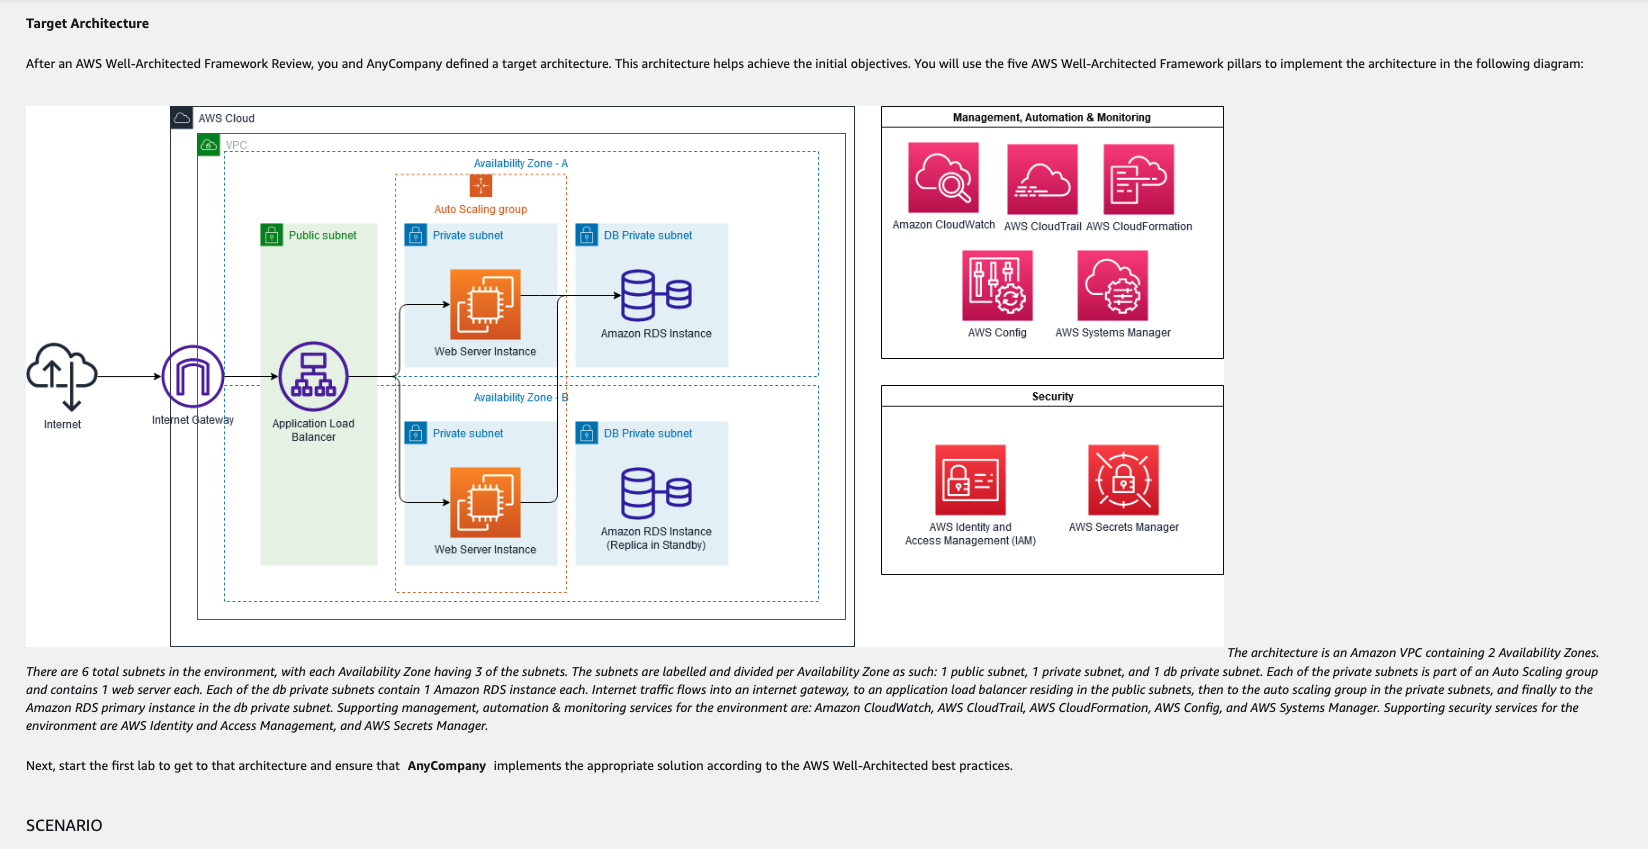 Target Architecture
After an AWS Well-Architected Framework Review, you and AnyCompany defined a target architecture. This architecture helps achieve the initial objectives. You will use the five AWS Well-Architected Framework pillars to implement the architecture in the following diagram:
AWS Cloud
VPC
Availability Zone - A
Auto Scaling group
Public subnet
Private subnet
DB Private subnet
Web Server Instance
Amazon RDS Instance
Internet
Internet Gateway
Application Load
Balancer
Availability Zone - B
Private subnet
DB Private subnet
Web Server Instance
Amazon RDS Instance
(Replica in Standby)
Management, Automation & Monitoring
Amazon CloudWatch
AWS CloudTrail
AWS CloudFormation
AWS Config
AWS Systems Manager
Security
AWS Identity and
Access Management (IAM)
AWS Secrets Manager
The architecture is an Amazon VPC containing 2 Availability Zones.
There are 6 total subnets in the environment, with each Availability Zone having 3 of the subnets. The subnets are labelled and divided per Availability Zone as such: 1 public subnet, 1 private subnet, and 1 db private subnet. Each of the private subnets is part of an Auto Scaling group
and contains 1 web server each. Each of the db private subnets contain 1 Amazon RDS instance each. Internet traffic flows into an internet gateway, to an application load balancer residing in the public subnets, then to the auto scaling group in the private subnets, and finally to the
Amazon RDS primary instance in the db private subnet. Supporting management, automation & monitoring services for the environment are: Amazon CloudWatch, AWS CloudTrail, AWS CloudFormation, AWS Config, and AWS Systems Manager. Supporting security services for the
environment are AWS Identity and Access Management, and AWS Secrets Manager.
Next, start the first lab to get to that architecture and ensure that AnyCompany implements the appropriate solution according to the AWS Well-Architected best practices.
SCENARIO